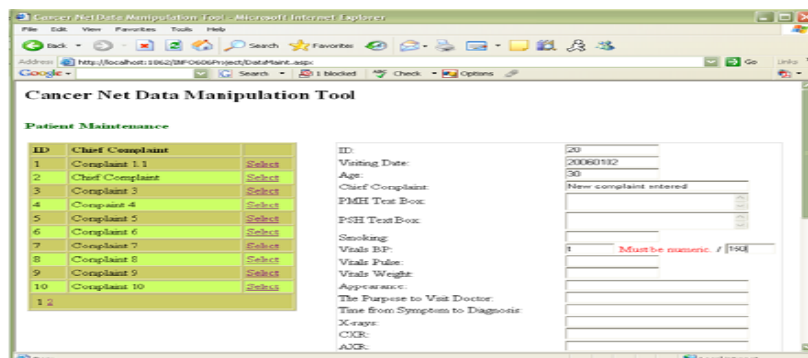 Cancer NetData Manipulation Tool - Microsoft Internet Explorer
File Edit View Favorites Tools Help
Back Search Favorites
Address http://localhost:1062/INFO606Project/DataMaint.aspx Go Links
Google Search 1 blocked Check Options
Cancer Net Data Manipulation Tool
Patient Maintenance
ID Chief Complaint
1 Complaint 1.1 Select
2 Chief Complaint Select
3 Complaint 3 Select
4 Compaint 4 Select
5 Complaint 5 Select
6 Complaint 6 Select
7 Complaint 7 Select
8 Complaint 8 Select
9 Complaint 9 Select
10 Complaint 10 Select
1 2
ID: 20
Visiting Date: 20060102
Age: 30
Chief Complaint: New complaint entered
PMH Text Box:
PSH Text Box:
Smoking:
Vitals BP: t Must be numeric. / 150
Vitals Pulse:
Vitals Weight:
Appearance:
The Purpose to Visit Doctor:
Time from Symptom to Diagnosis:
X-rays:
CXR:
AXR: